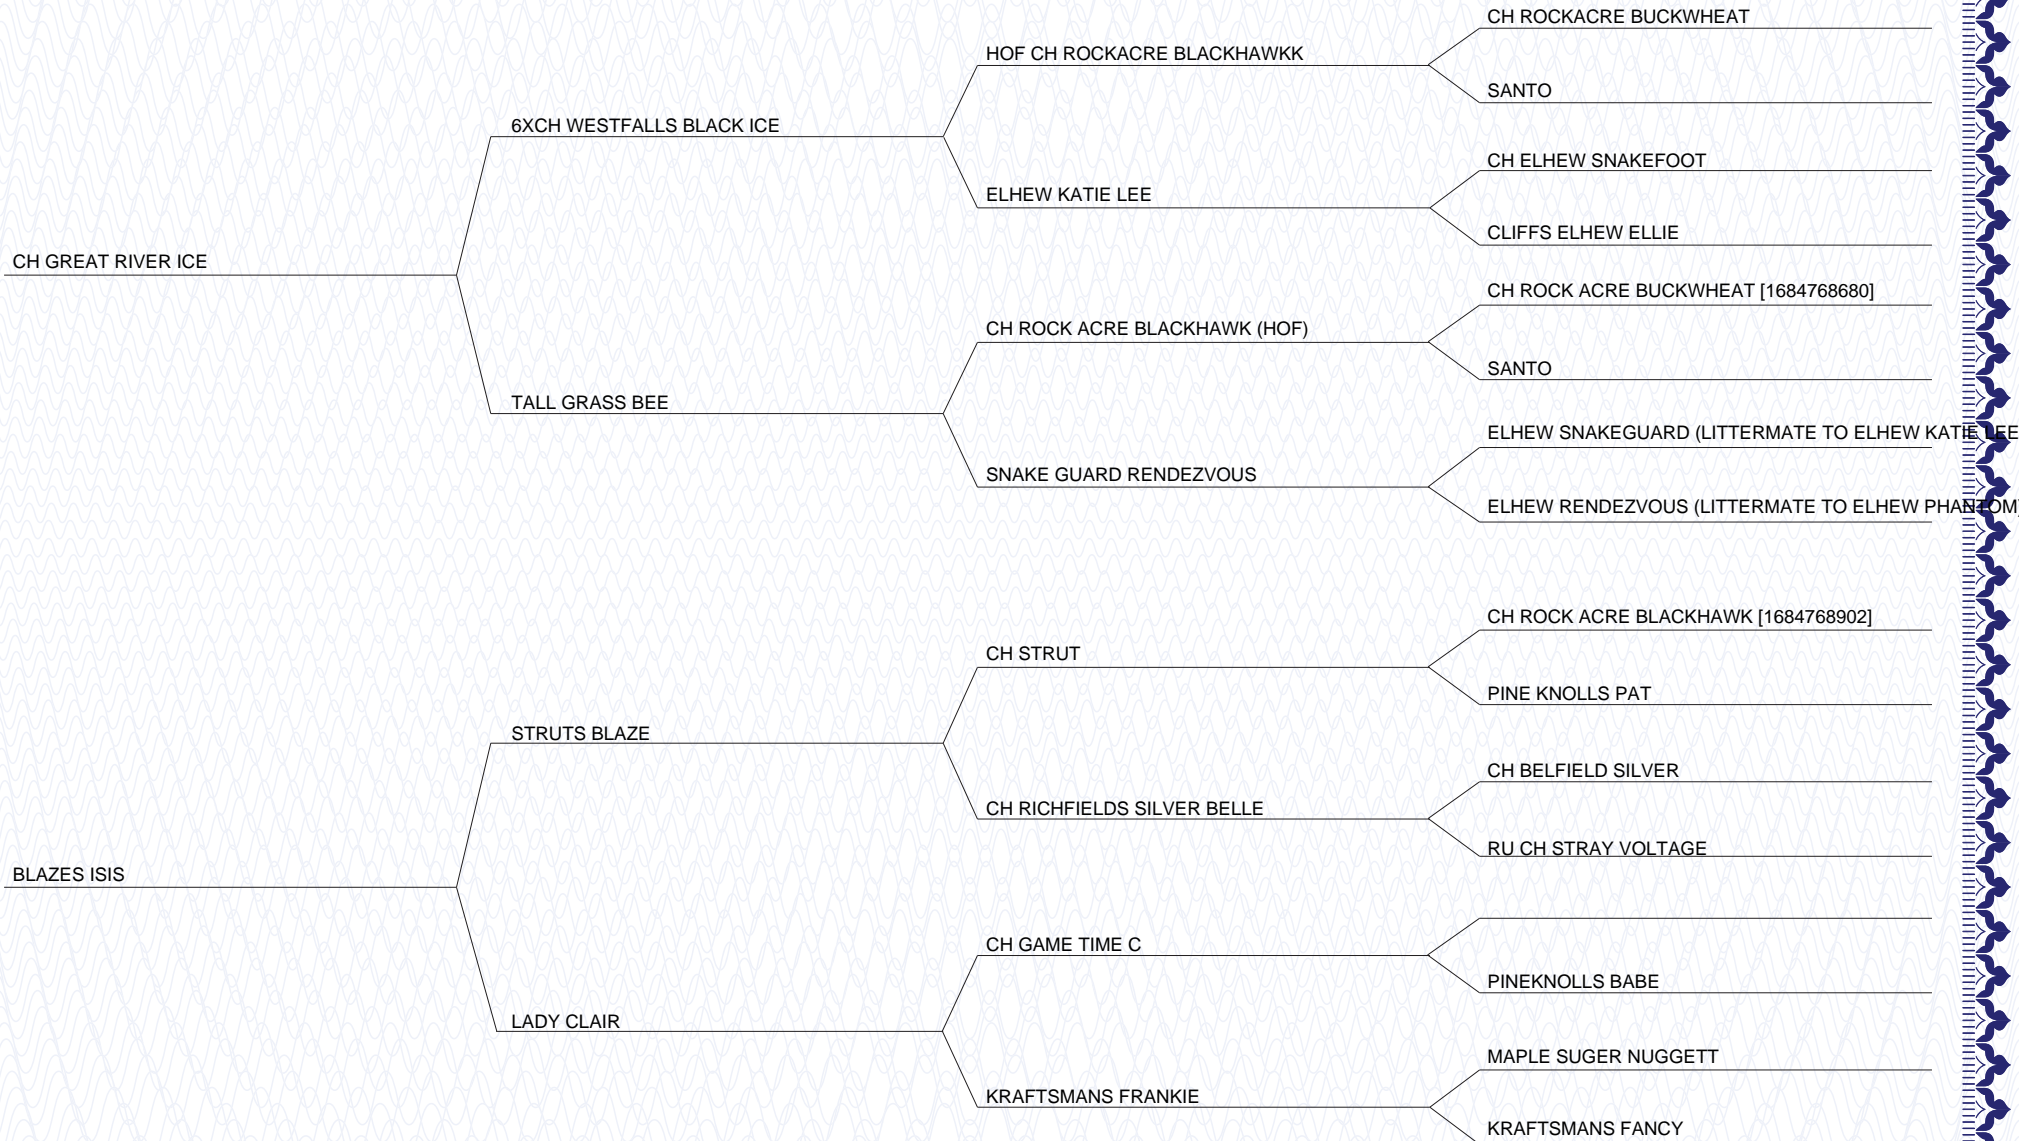 CH ROCKACRE BUCKWHEAT
HOF CH ROCKACRE BLACKHAWKK
SANTO
6XCH WESTFALLS BLACK ICE
CH ELHEW SNAKEFOOT
ELHEW KATIE LEE
CLIFFS ELHEW ELLIE
CH GREAT RIVER ICE
CH ROCK ACRE BUCKWHEAT [1684768680]
CH ROCK ACRE BLACKHAWK (HOF)
SANTO
TALL GRASS BEE
ELHEW SNAKEGUARD (LITTERMATE TO ELHEW KATIE LEE
SNAKE GUARD RENDEZVOUS
ELHEW RENDEZVOUS (LITTERMATE TO ELHEW PHANTOM)
CH ROCK ACRE BLACKHAWK [1684768902]
CH STRUT
PINE KNOLLS PAT
STRUTS BLAZE
CH BELFIELD SILVER
CH RICHFIELDS SILVER BELLE
RU CH STRAY VOLTAGE
BLAZES ISIS
CH GAME TIME C
PINEKNOLLS BABE
LADY CLAIR
MAPLE SUGER NUGGETT
KRAFTSMANS FRANKIE
KRAFTSMANS FANCY